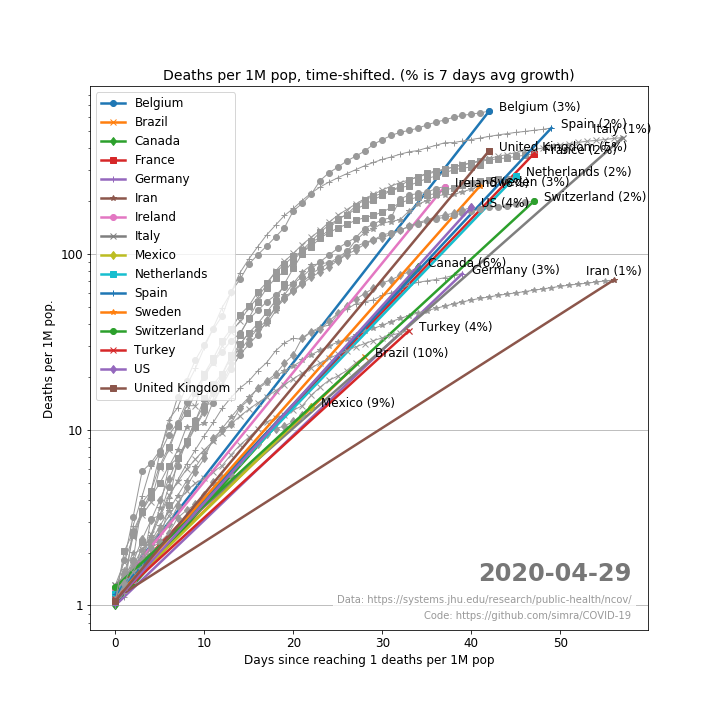 Deaths per 1M pop, time-shifted. (% is 7 days avg growth)
Deaths per 1M pop.
100
10
1
Belgium
Brazil
Canada
France
Germany
Iran
Ireland
Italy
Mexico
Netherlands
Spain
Sweden
Switzerland
Turkey
US
United Kingdom
Belgium (3%)
Spain (2%)
Italy (1%)
United Kingdom (5%)
France (2%)
Netherlands (2%)
Ireland (6%)
Sweden (3%)
Switzerland (2%)
US (4%)
Canada (6%)
Germany (3%)
Iran (1%)
Turkey (4%)
Brazil (10%)
Mexico (9%)
2020-04-29
Data: https://systems.jhu.edu/research/public-health/ncov/
Code: https://github.com/simra/COVID-19
0 10 20 30 40 50
Days since reaching 1 deaths per 1M pop